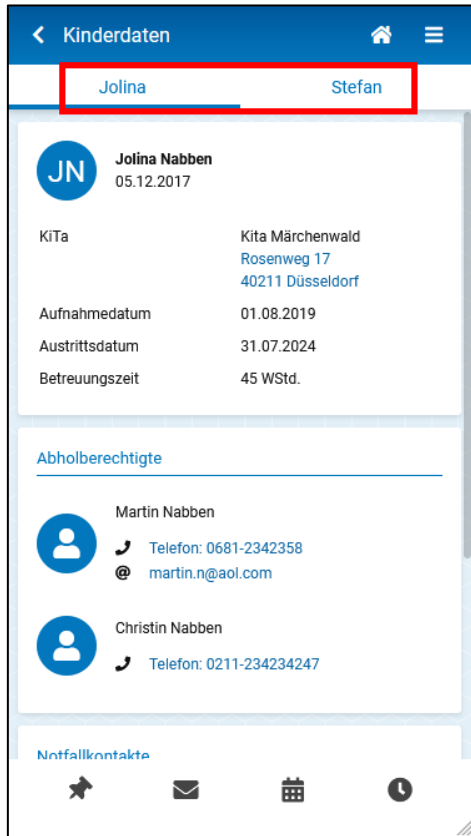 Kinderdaten
Jolina Stefan
JN
Jolina Nabben
05.12.2017
KiTa Kita Märchenwald
Rosenweg 17
40211 Düsseldorf
Aufnahmedatum 01.08.2019
Austrittsdatum 31.07.2024
Betreuungszeit 45 WStd.
Abholberechtigte
Martin Nabben
Telefon: 0681-2342358
@ martin.n@aol.com
Christin Nabben
Telefon: 0211-234234247
Notfallkontakte